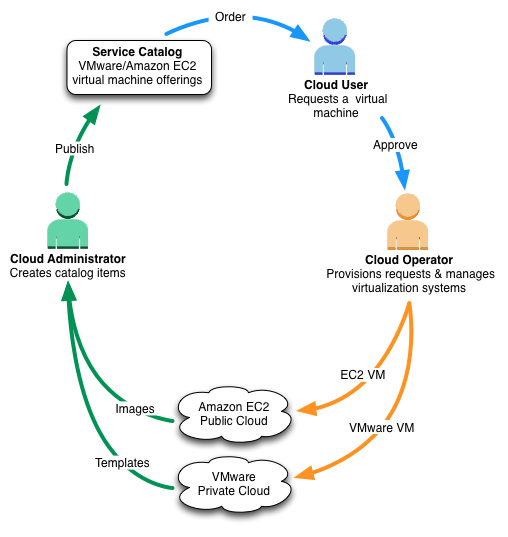 Order
Service Catalog
VMware/Amazon EC2
virtual machine offerings
Cloud User
Requests a virtual
machine
Publish
Approve
Cloud Administrator
Creates catalog items
Cloud Operator
Provisions requests & manages
virtualization systems
EC2 VM
Images
Amazon EC2
Public Cloud
VMware VM
Templates
VMware
Private Cloud